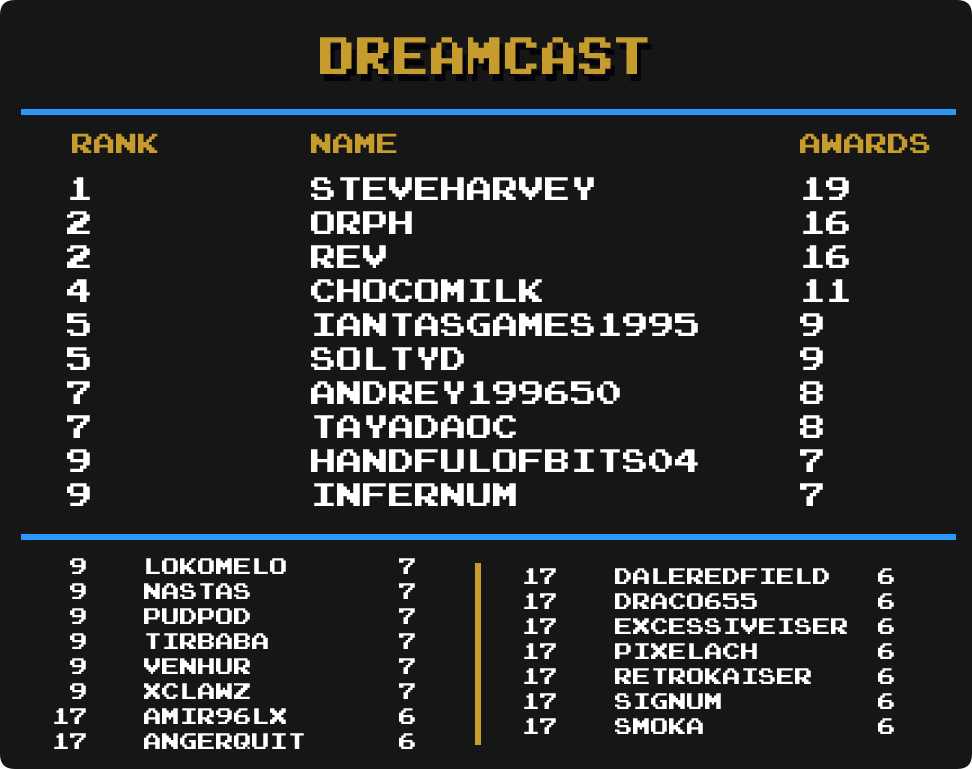 DREAMCAST
RANK NAME AWARDS
1 STEVEHARVEY 19
2 ORPH 16
2 REV 16
4 CHOCOMILK 11
5 IANTASGAMES1995 9
5 SOLTYD 9
7 ANDREY199650 8
7 TAYADAOC 8
9 HANDFULOFBITS04 7
9 INFERNUM 7
9 LOKOMELO 7
9 NASTAS 7
9 PUDPOD 7
9 TIRBABA 7
9 VENHUR 7
9 XCLAWZ 7
17 AMIR96LX 6
17 ANGERQUIT 6
17 DALEREDFIELD 6
17 DRACO655 6
17 EXCESSIVEISER 6
17 PIXELACH 6
17 RETROKAISER 6
17 SIGNUM 6
17 SMOKA 6